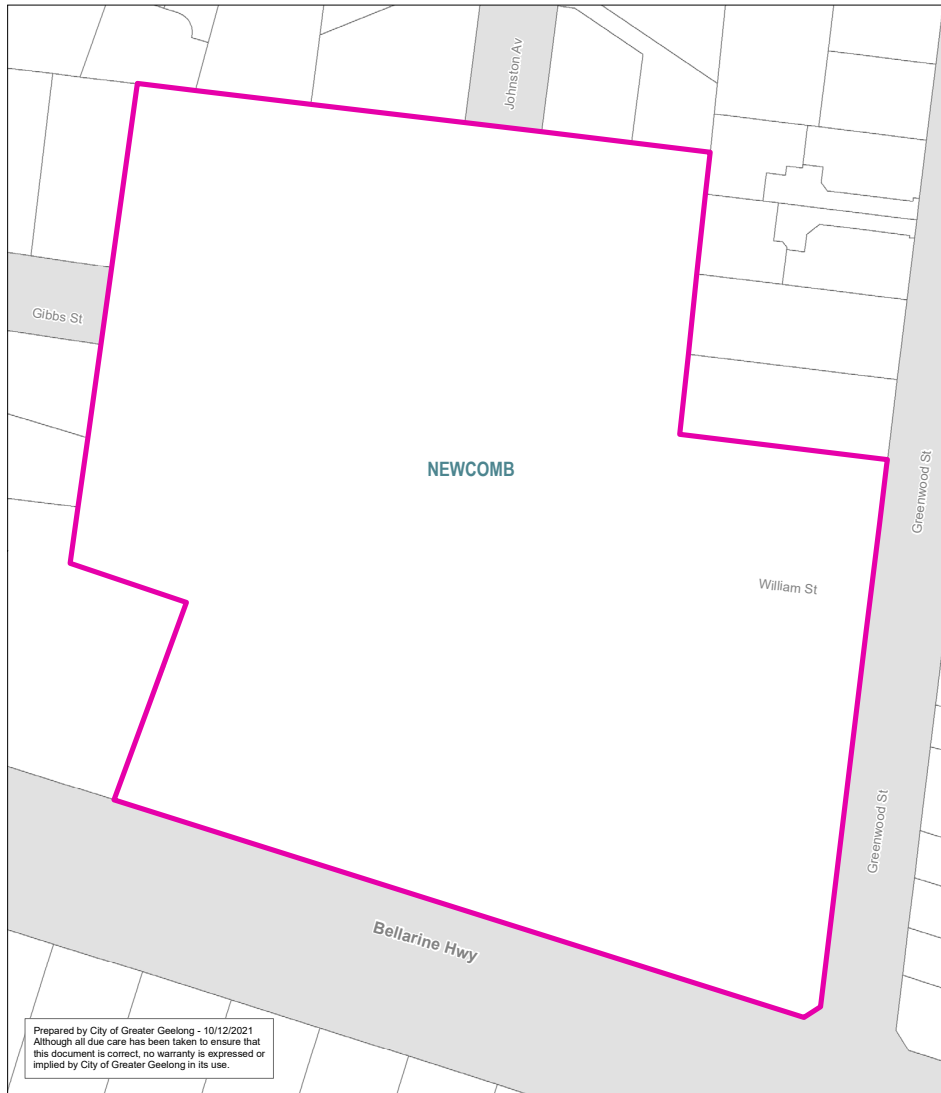 Johnston Av
Gibbs St
NEWCOMB
Greenwood St
William St
Greenwood St
Bellarine Hwy
Prepared by City of Greater Geelong - 10/12/2021
Although all due care has been taken to ensure that
this document is correct, no warranty is expressed or
implied by City of Greater Geelong in its use.